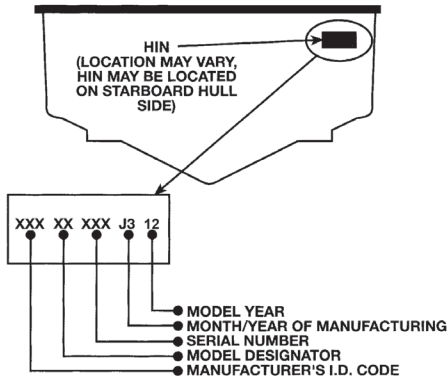 HIN
(LOCATION MAY VARY,
HIN MAY BE LOCATED
ON STARBOARD HULL
SIDE)
XXX XX XXX J3 12
MODEL YEAR
MONTH/YEAR OF MANUFACTURING
SERIAL NUMBER
MODEL DESIGNATOR
MANUFACTURER'S I.D. CODE